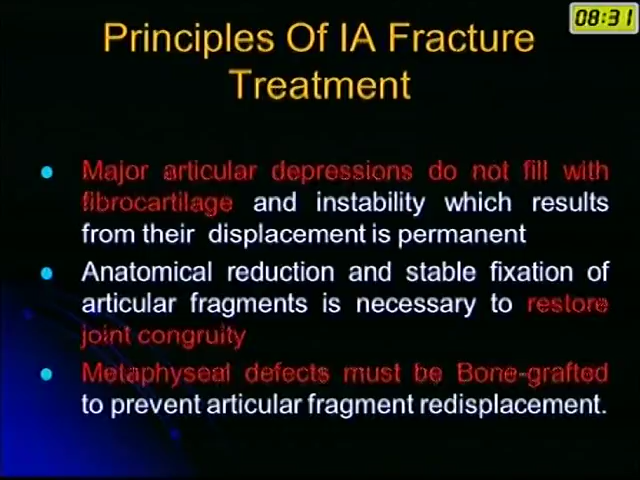 08:31
Principles Of IA Fracture
Treatment
Major articular depressions do not fill with
fibrocartilage and instability which results
from their displacement is permanent
Anatomical reduction and stable fixation of
articular fragments is necessary to restore
joint congruity
Metaphyseal defects must be Bone-grafted
to prevent articular fragment redisplacement.